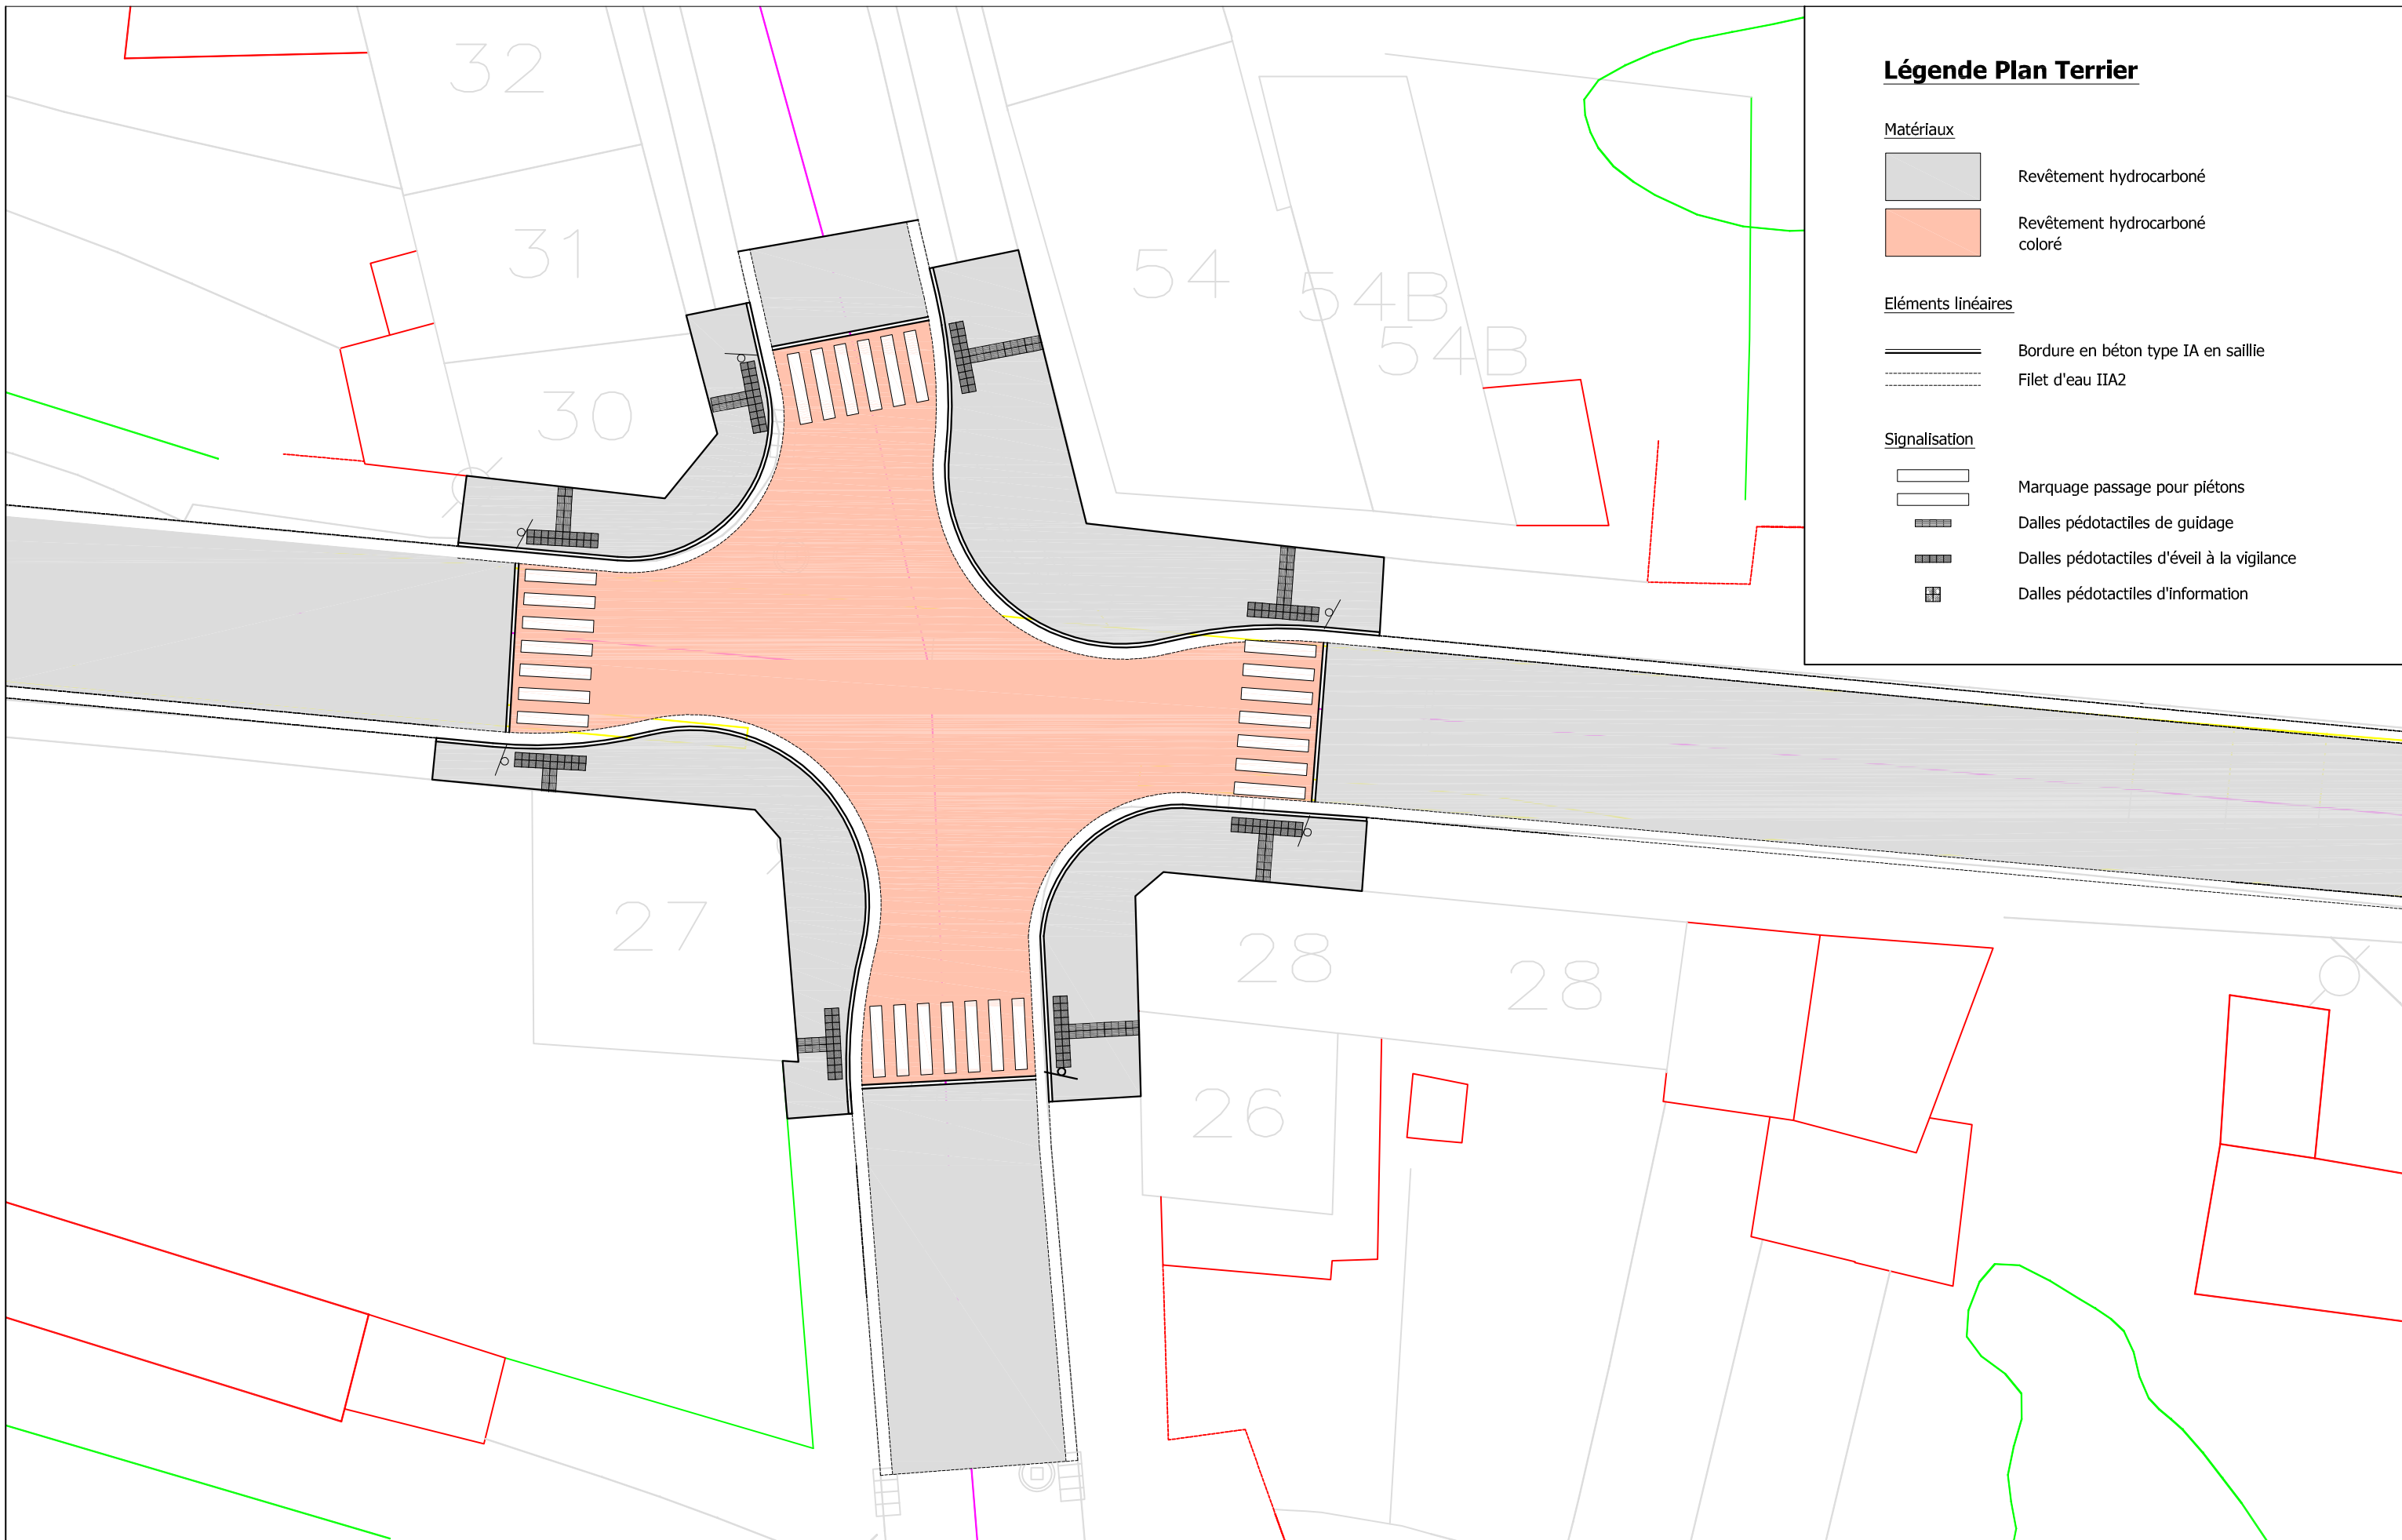 32
31
30
54
54B
54B
27
28
28
26
Légende Plan Terrier
Matériaux
Revêtement hydrocarboné
Revêtement hydrocarboné
coloré
Eléments linéaires
Bordure en béton type IA en saillie
Filet d'eau IIA2
Signalisation
Marquage passage pour piétons
Dalles pédotactiles de guidage
Dalles pédotactiles d'éveil à la vigilance
Dalles pédotactiles d'information